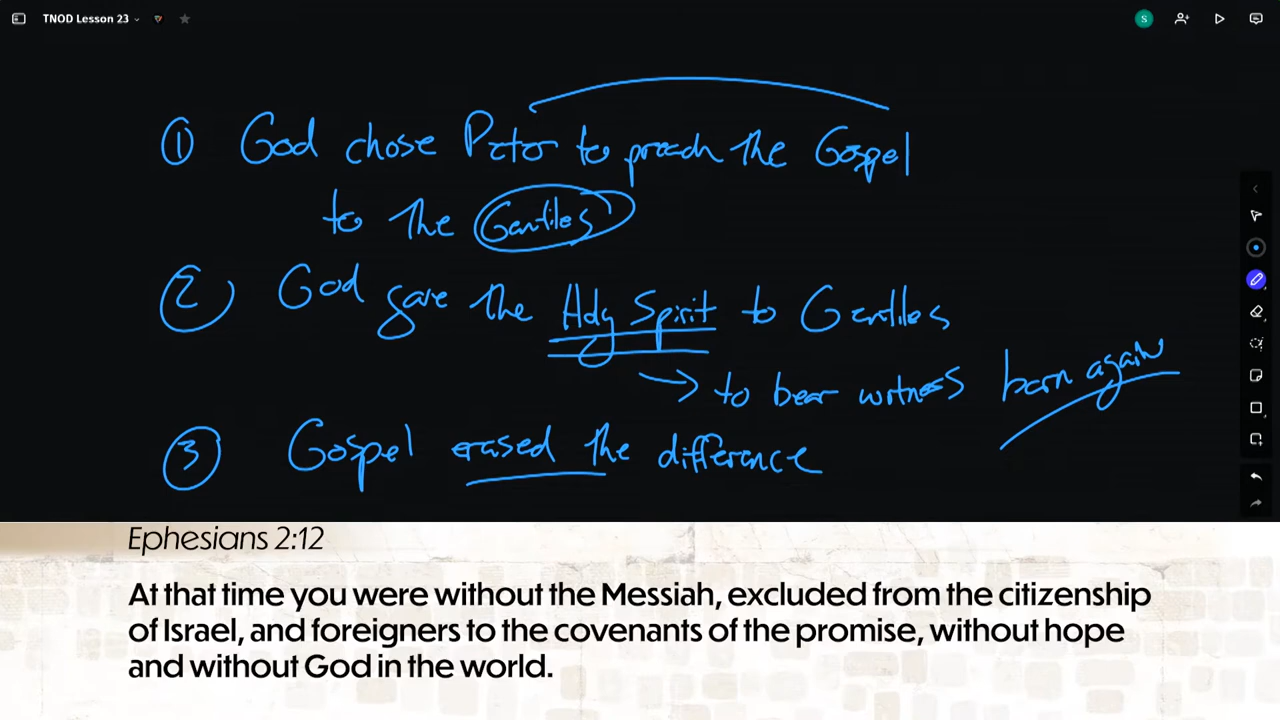 TNOD Lesson 23
S
① God chose Peter to preach the Gospel
to the Gentiles
② God gave the Holy Spirit to Gentiles
→ to bear witness born again
③ Gospel erased the difference
Ephesians 2:12
At that time you were without the Messiah, excluded from the citizenship
of Israel, and foreigners to the covenants of the promise, without hope
and without God in the world.